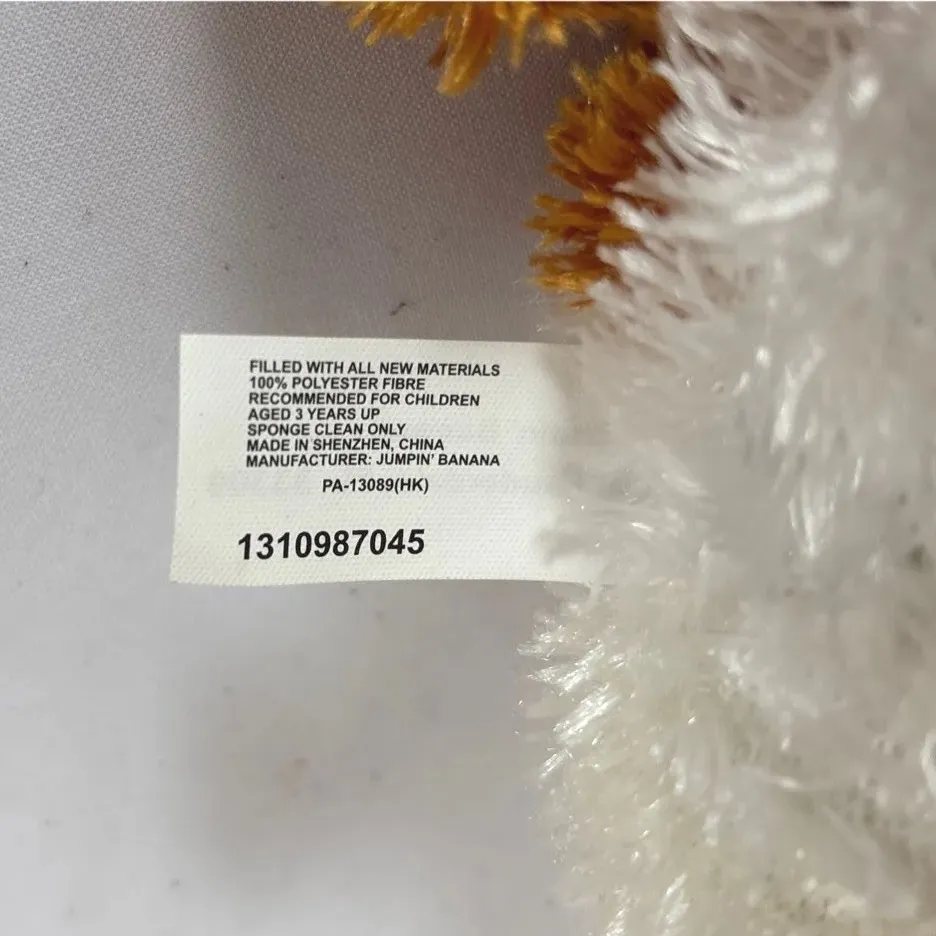 FILLED WITH ALL NEW MATERIALS
100% POLYESTER FIBRE
RECOMMENDED FOR CHILDREN
AGED 3 YEARS UP
SPONGE CLEAN ONLY
MADE IN SHENZHEN, CHINA
MANUFACTURER: JUMPIN' BANANA
PA-13089(HK)
1310987045